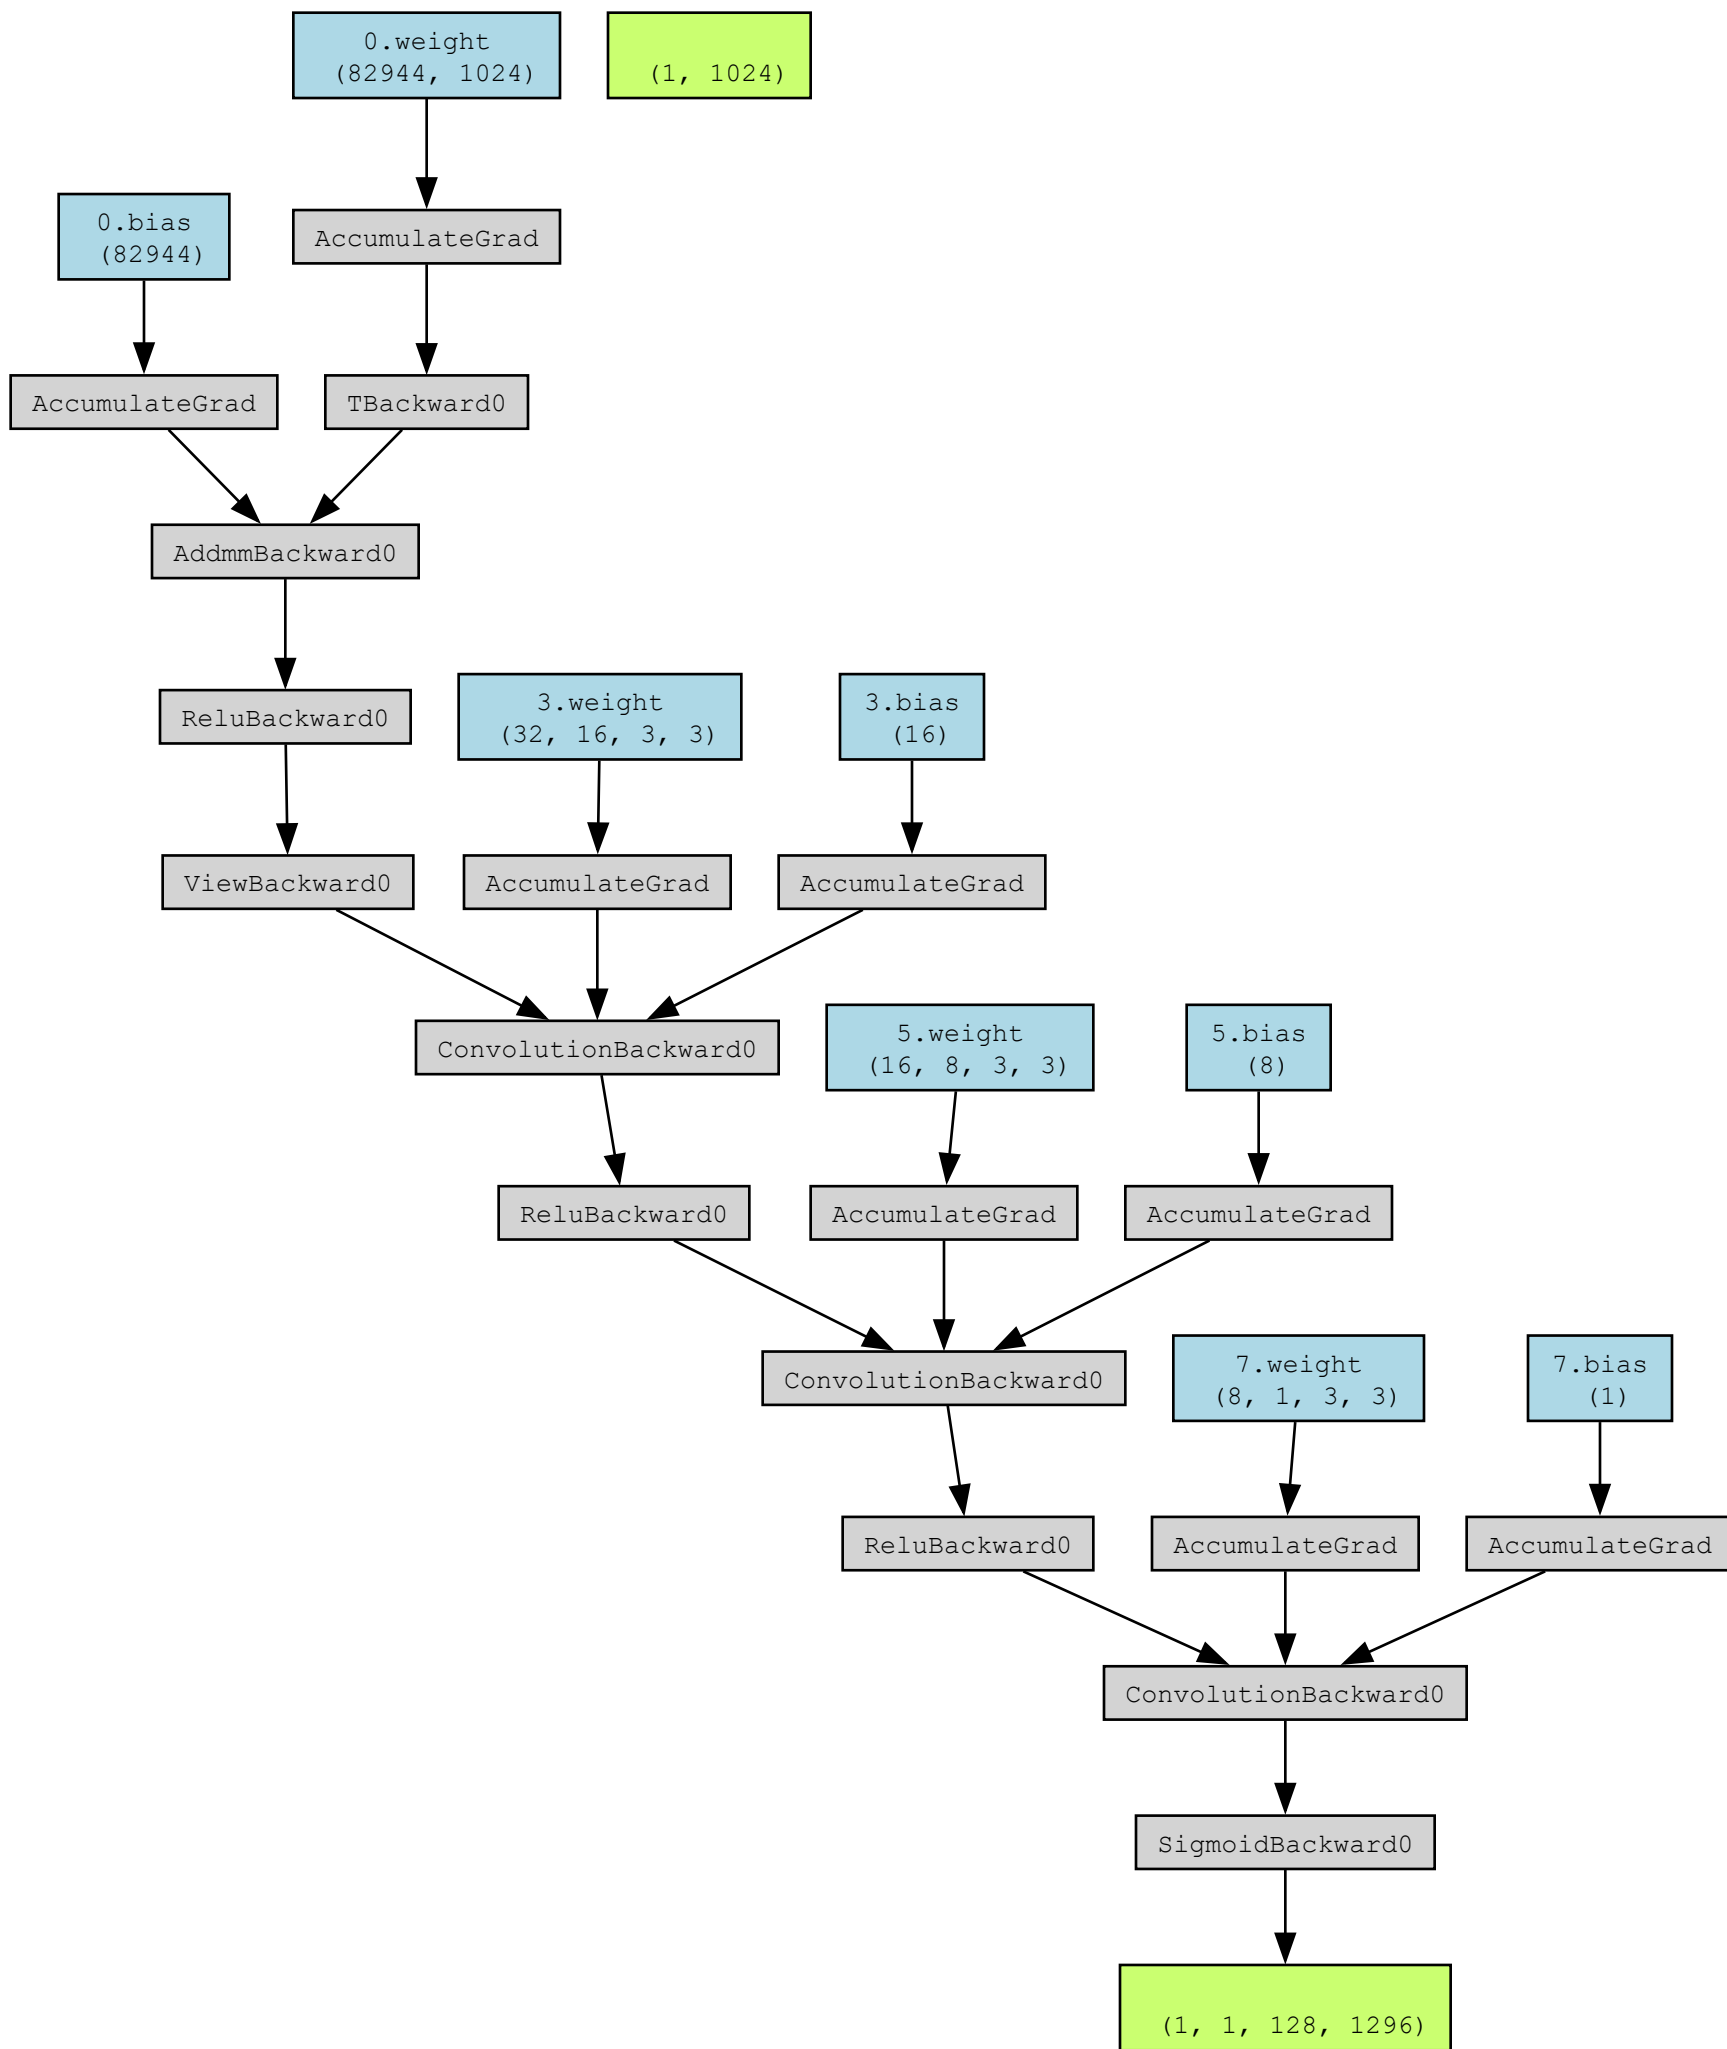 0.weight
(82944, 1024)
(1, 1024)
0.bias
(82944)
AccumulateGrad
AccumulateGrad
TBackward0
AddmmBackward0
ReluBackward0
3.weight
(32, 16, 3, 3)
3.bias
(16)
ViewBackward0
AccumulateGrad
AccumulateGrad
ConvolutionBackward0
5.weight
(16, 8, 3, 3)
5.bias
(8)
ReluBackward0
AccumulateGrad
AccumulateGrad
ConvolutionBackward0
7.weight
(8, 1, 3, 3)
7.bias
(1)
ReluBackward0
AccumulateGrad
AccumulateGrad
ConvolutionBackward0
SigmoidBackward0
(1, 1, 128, 1296)